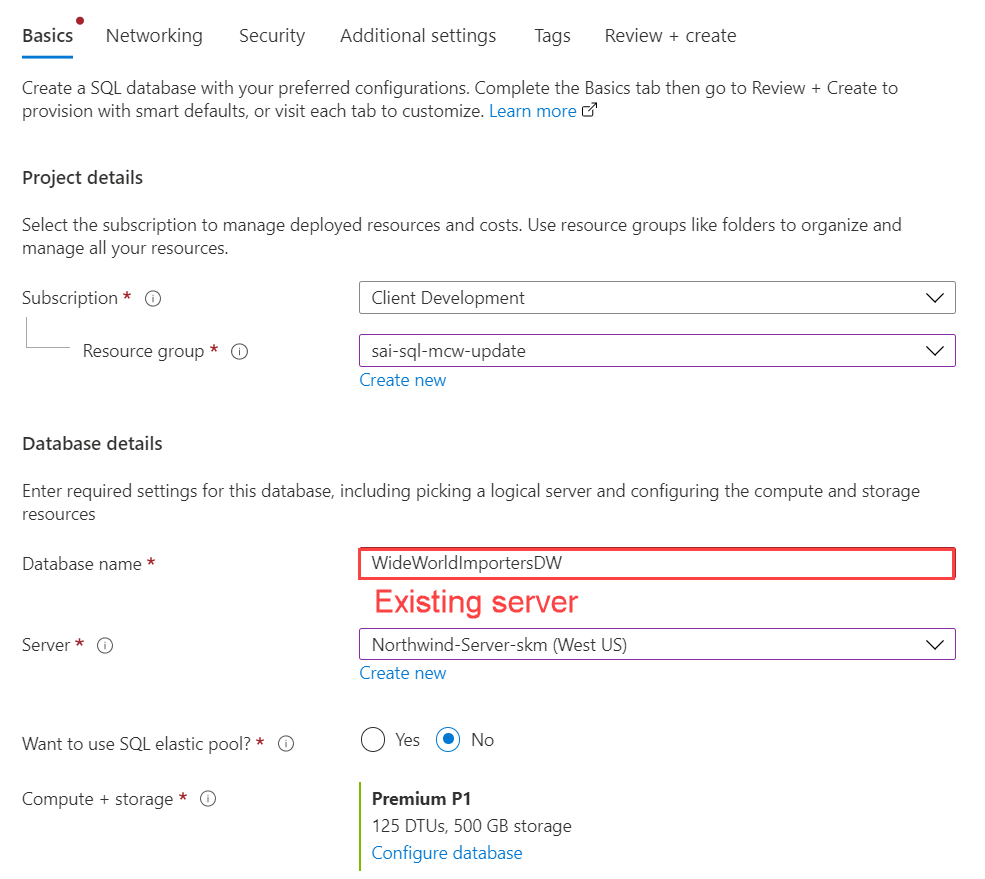 Basics Networking Security Additional settings Tags Review + create
Create a SQL database with your preferred configurations. Complete the Basics tab then go to Review + Create to
provision with smart defaults, or visit each tab to customize. Learn more
Project details
Select the subscription to manage deployed resources and costs. Use resource groups like folders to organize and
manage all your resources.
Subscription * Client Development
Resource group * sai-sql-mcw-update
Create new
Database details
Enter required settings for this database, including picking a logical server and configuring the compute and storage
resources
Database name * WideWorldImportersDW
Existing server
Server * Northwind-Server-skm (West US)
Create new
Want to use SQL elastic pool? * Yes No
Compute + storage * Premium P1
125 DTUs, 500 GB storage
Configure database